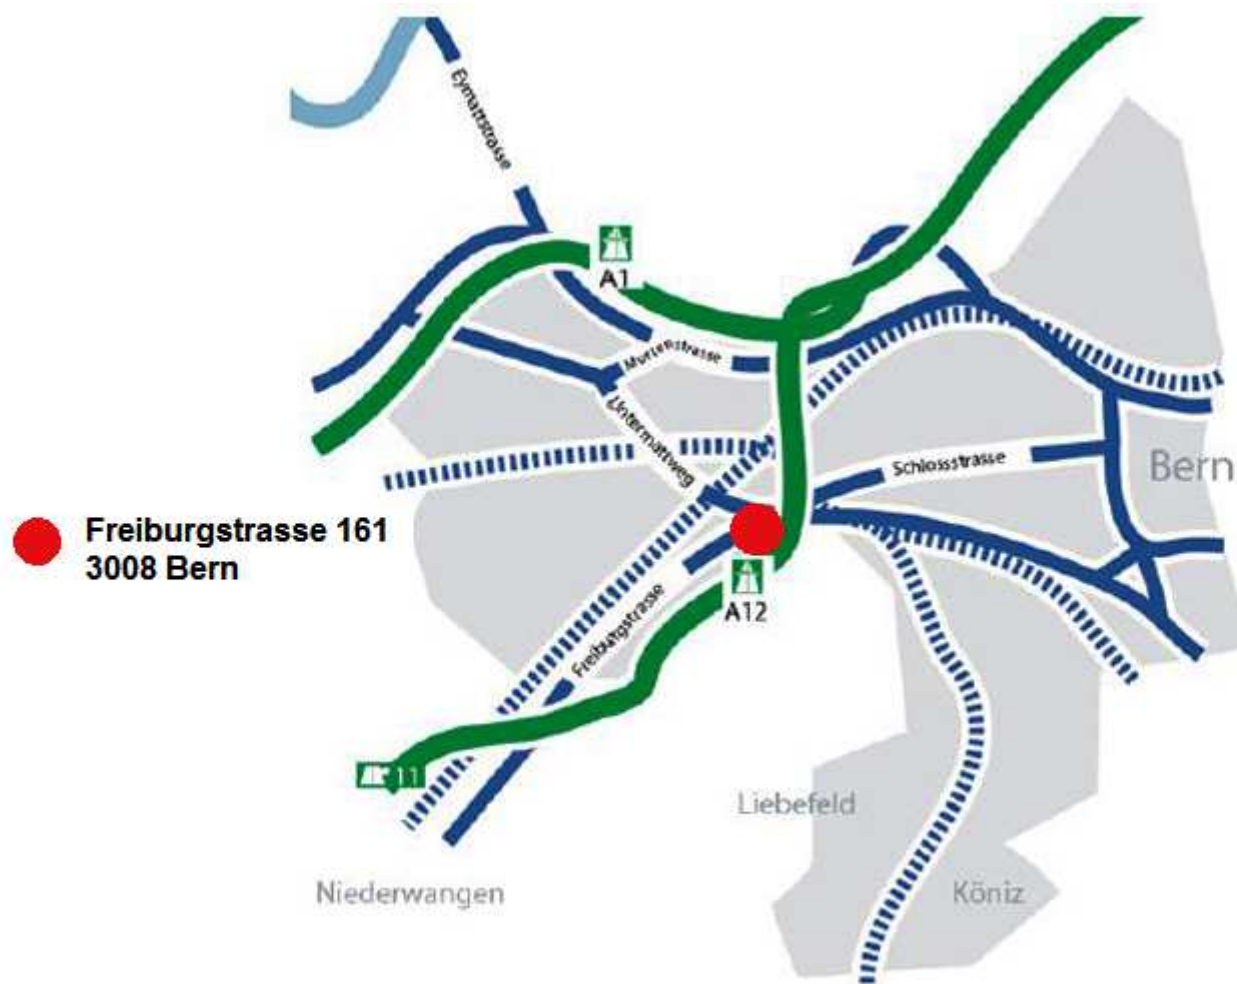 Eymattstrasse
A1
Murtenstrasse
Untermattweg
Schlossstrasse
Bern
Freiburgstrasse 161
3008 Bern
A12
Freiburgstrasse
11
Liebefeld
Niederwangen
Köniz